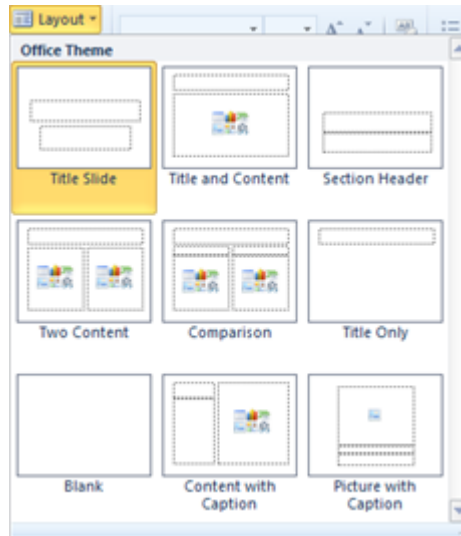 Layout
Office Theme
Title Slide
Title and Content
Section Header
Two Content
Comparison
Title Only
Blank
Content with
Caption
Picture with
Caption